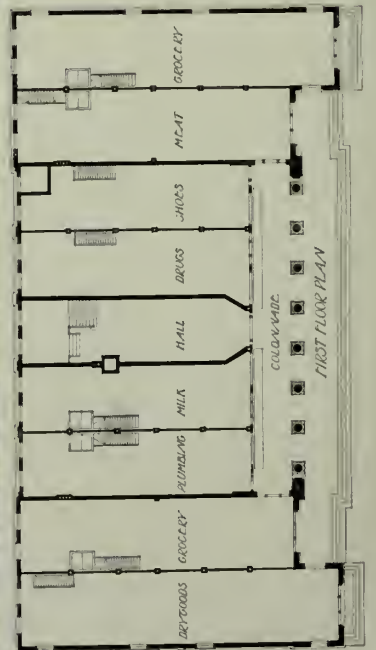 DRYGOODS
GROCERY
PLUMBING
MILK
HALL
DRUGS
SHOES
MEAT
GROCERY
COLONNADE
FIRST FLOOR PLAN